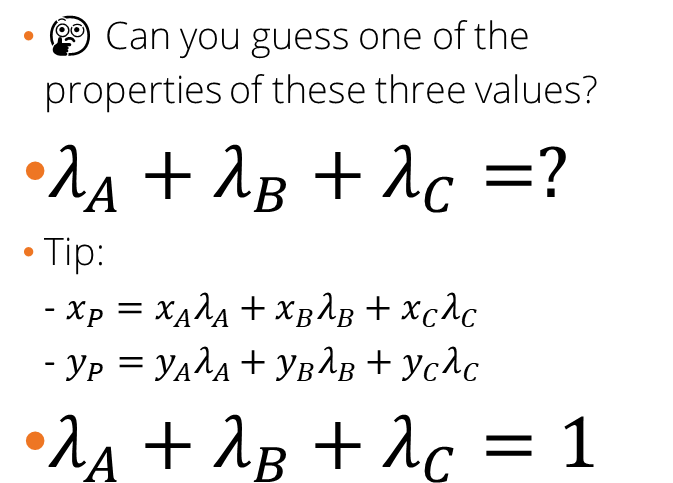 • 🤔 Can you guess one of the
properties of these three values?
•λ_A + λ_B + λ_C =?
• Tip:
- x_P = x_Aλ_A + x_Bλ_B + x_Cλ_C
- y_P = y_Aλ_A + y_Bλ_B + y_Cλ_C
•λ_A + λ_B + λ_C = 1